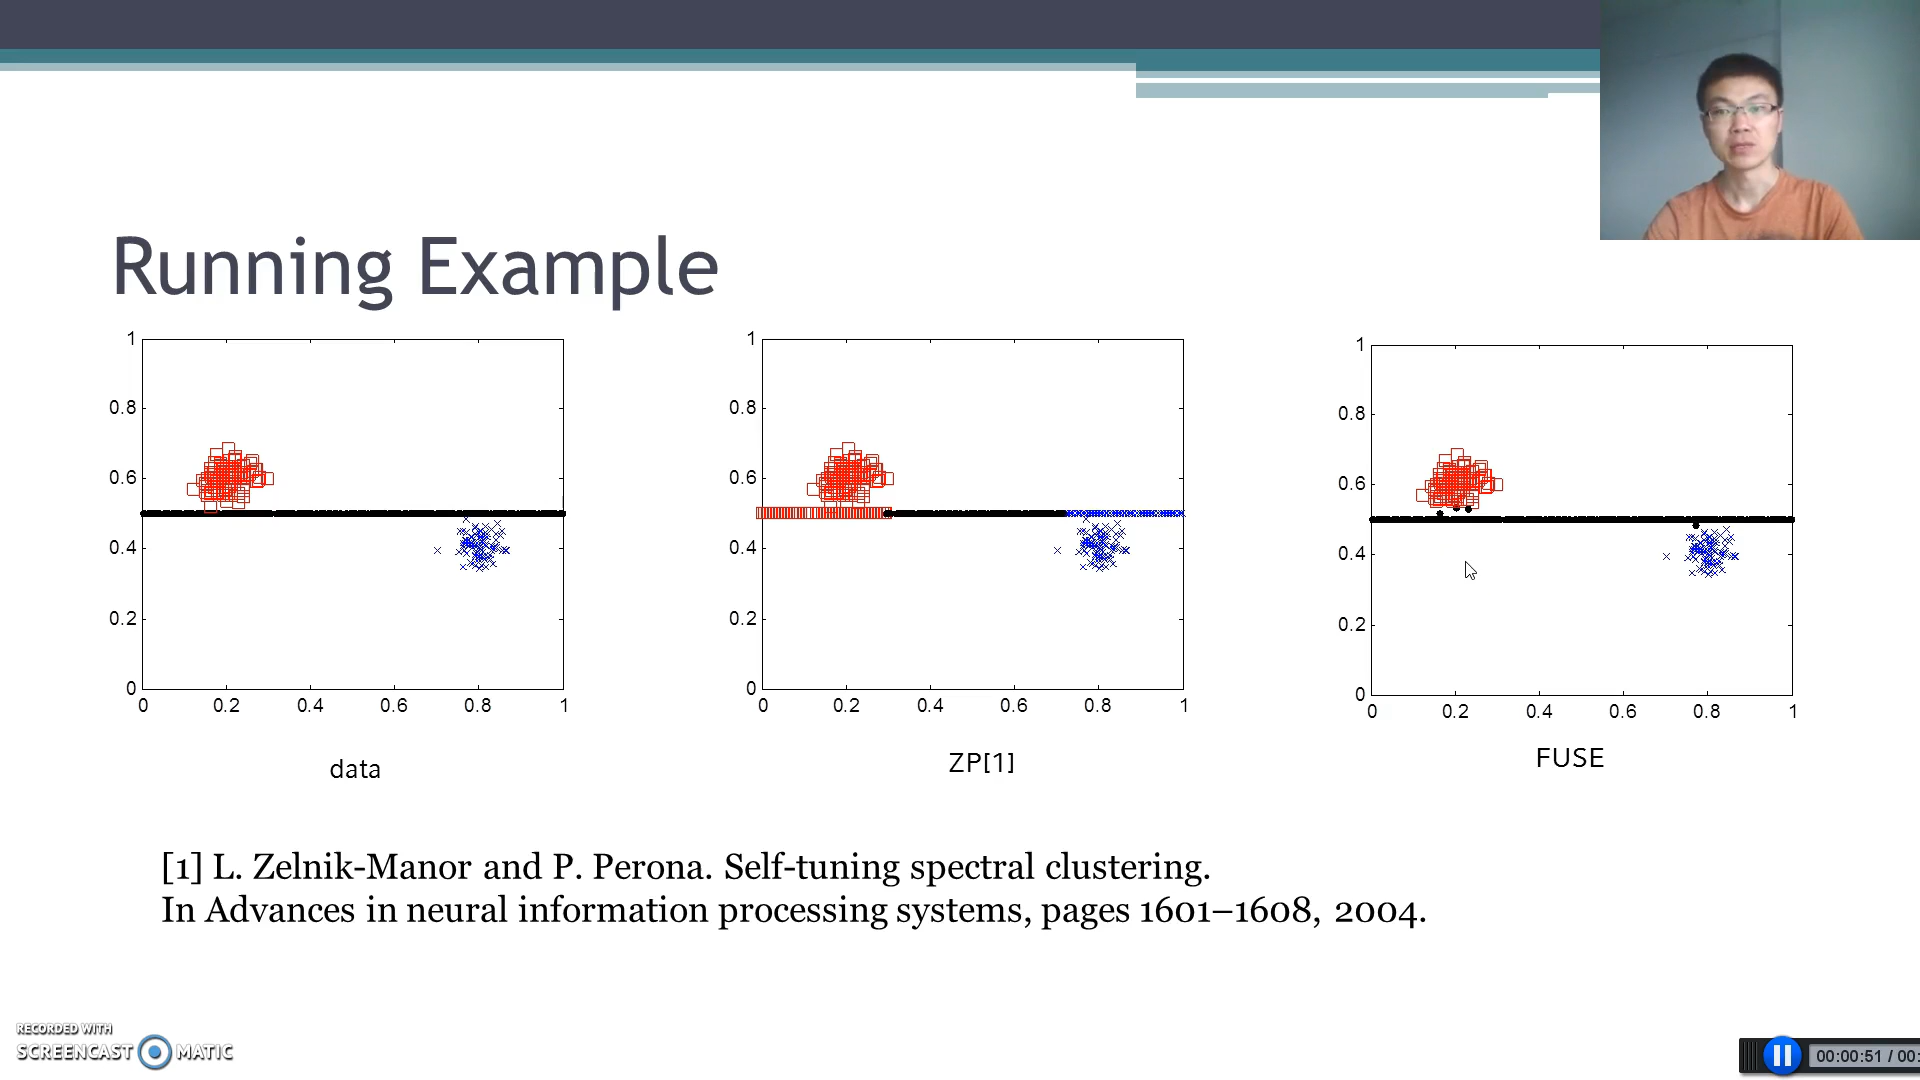 Running Example
1
0.8
0.6
0.4
0.2
0
0 0.2 0.4 0.6 0.8 1
data
1
0.8
0.6
0.4
0.2
0
0 0.2 0.4 0.6 0.8 1
ZP[1]
1
0.8
0.6
0.4
0.2
0
0 0.2 0.4 0.6 0.8 1
FUSE
[1] L. Zelnik-Manor and P. Perona. Self-tuning spectral clustering.
In Advances in neural information processing systems, pages 1601–1608, 2004.
RECORDED WITH
SCREENCAST MATIC
00:00:51 / 00: